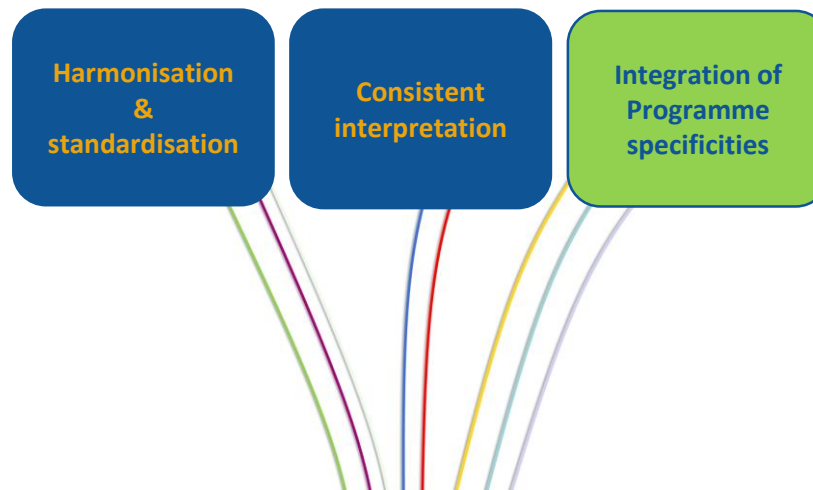 Harmonisation
&
standardisation
Consistent
interpretation
Integration of
Programme
specificities